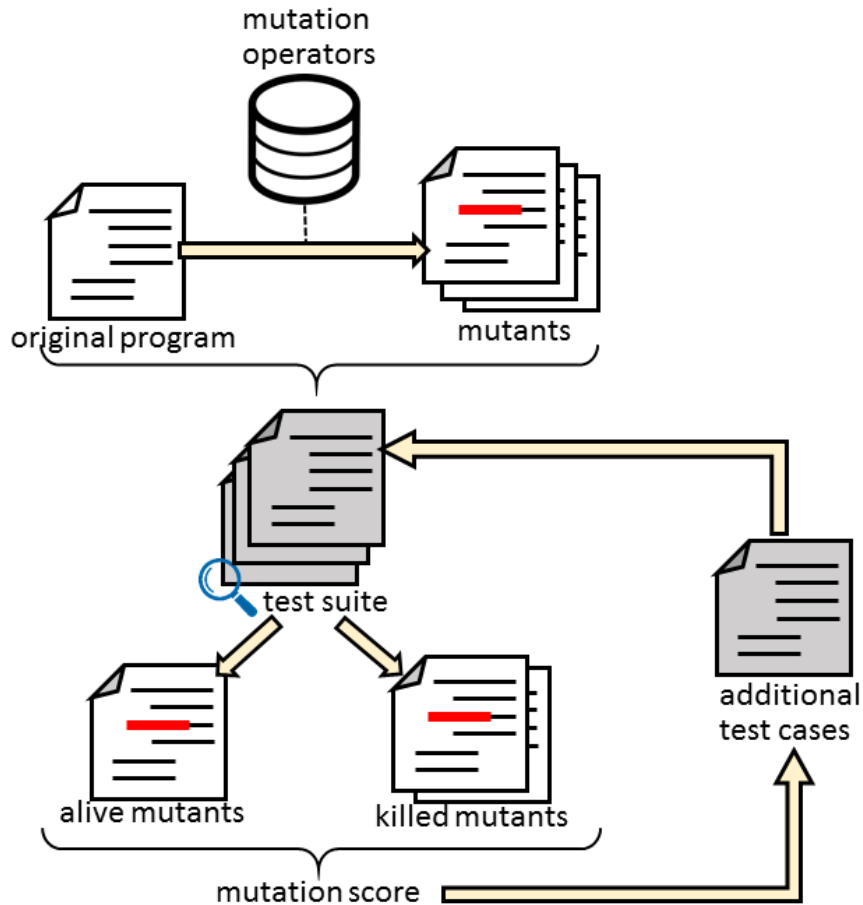 mutation
operators
original program
mutants
test suite
additional
test cases
alive mutants
killed mutants
mutation score